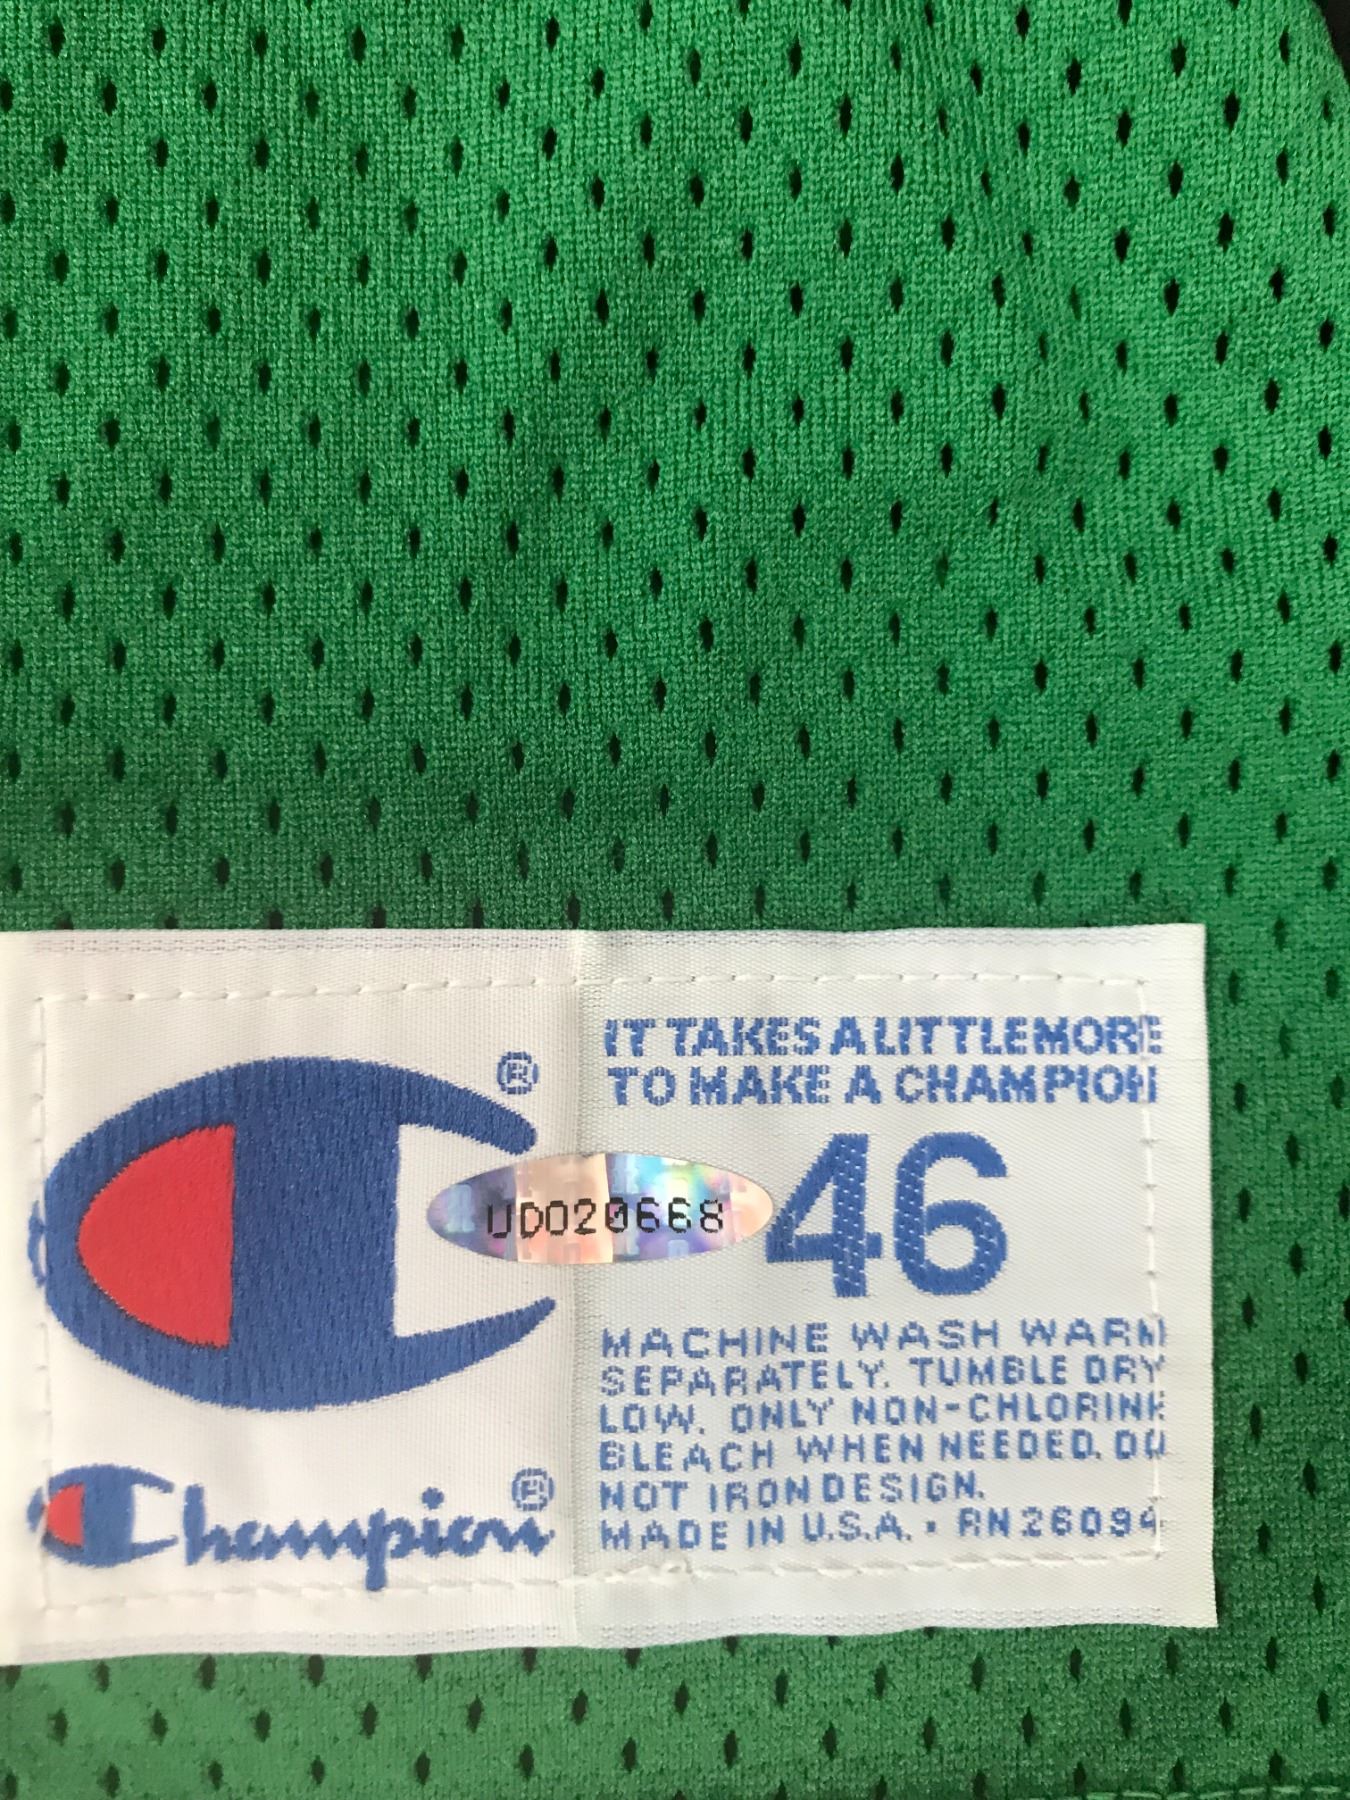 ®
IT TAKES A LITTLE MORE
TO MAKE A CHAMPION
UD020668
46
MACHINE WASH WARM
SEPARATELY. TUMBLE DRY
LOW. ONLY NON-CHLORINE
BLEACH WHEN NEEDED. DO
NOT IRON DESIGN.
MADE IN U.S.A. • RN26094
Champion ®